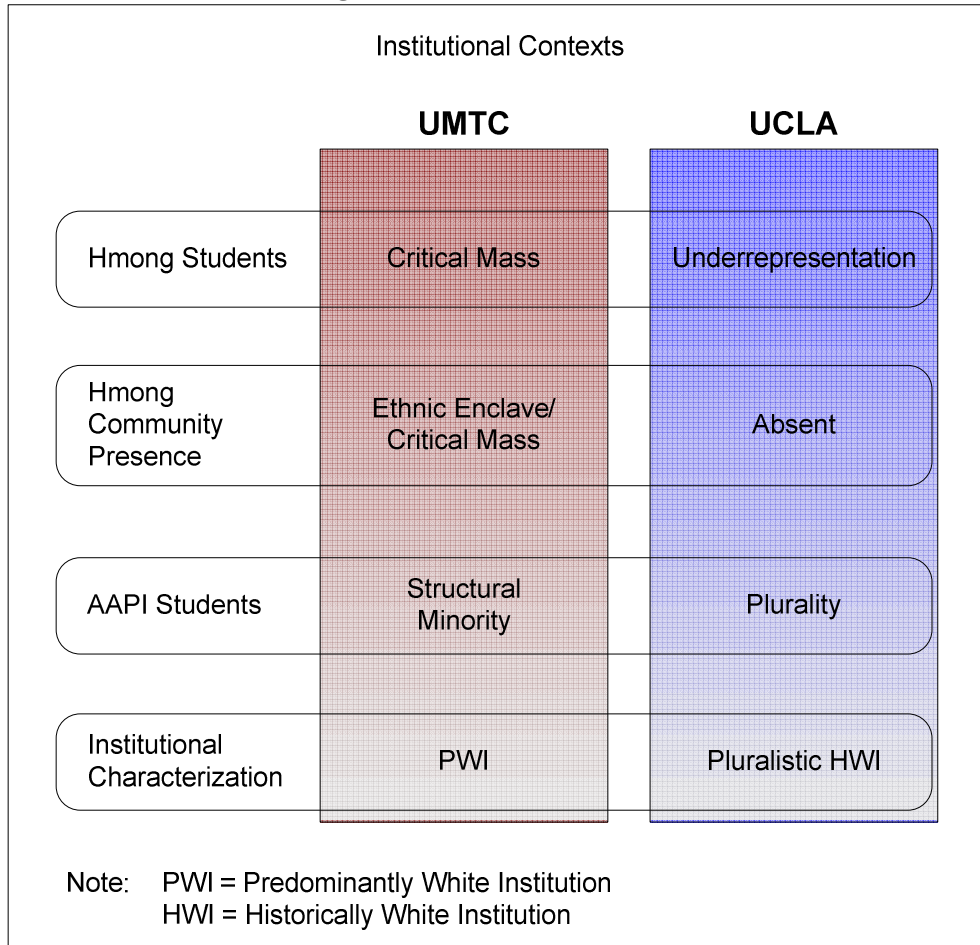 Institutional Contexts
UMTC UCLA
Hmong Students Critical Mass Underrepresentation
Hmong
Community
Presence
Ethnic Enclave/
Critical Mass
Absent
AAPI Students
Structural
Minority
Plurality
Institutional
Characterization
PWI
Pluralistic HWI
Note: PWI = Predominantly White Institution
HWI = Historically White Institution